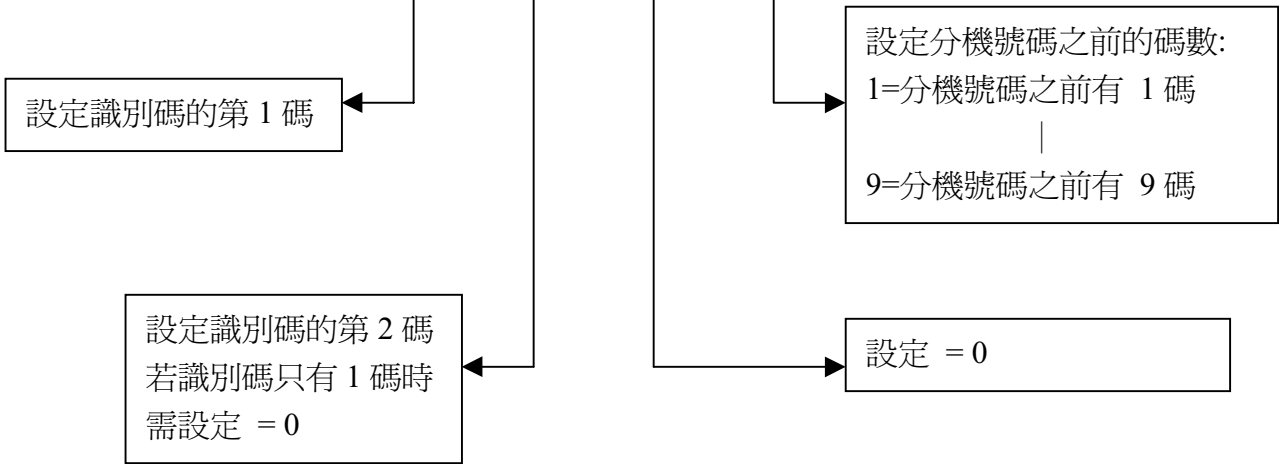 設定分機號碼之前的碼數:
1=分機號碼之前有 1 碼
|
9=分機號碼之前有 9 碼
設定識別碼的第 1 碼
設定識別碼的第 2 碼
若識別碼只有 1 碼時
需設定 = 0
設定 = 0